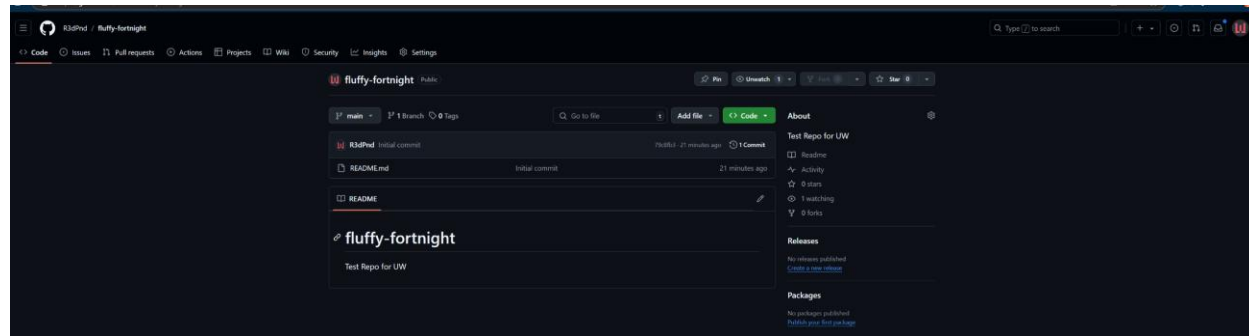 R3dPnd / fluffy-fortnight
Type / to search
Code Issues Pull requests Actions Projects Wiki Security Insights Settings
fluffy-fortnight Public
Pin Unwatch 1 Fork 0 Star 0
main 1 Branch 0 Tags
Go to file t Add file Code
R3dPnd Initial commit
21 minutes ago 1 Commit
README.md Initial commit 21 minutes ago
README
fluffy-fortnight
Test Repo for UW
About
Test Repo for UW
Readme
Activity
0 stars
1 watching
0 forks
Releases
No releases published
Create a new release
Packages
No packages published
Publish your first package